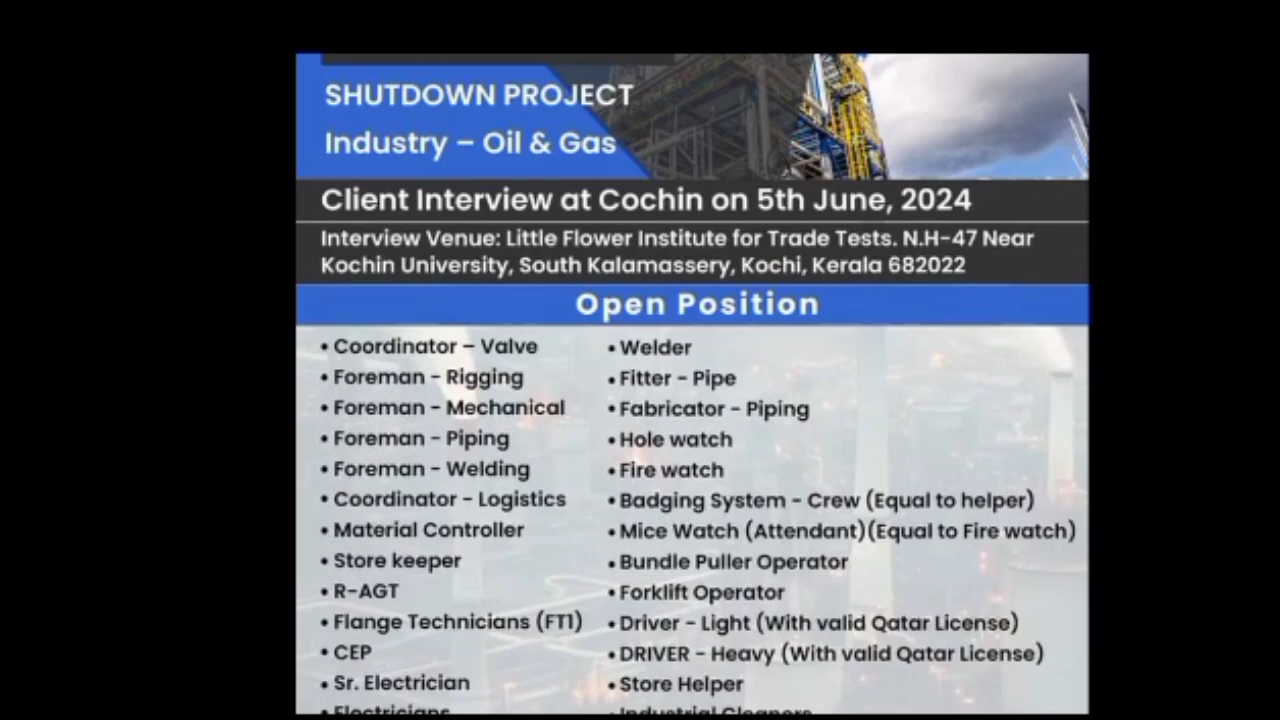 SHUTDOWN PROJECT
Industry – Oil & Gas
Client Interview at Cochin on 5th June, 2024
Interview Venue: Little Flower Institute for Trade Tests. N.H-47 Near
Kochin University, South Kalamassery, Kochi, Kerala 682022
Open Position
• Coordinator – Valve
• Foreman - Rigging
• Foreman - Mechanical
• Foreman - Piping
• Foreman - Welding
• Coordinator - Logistics
• Material Controller
• Store keeper
• R-AGT
• Flange Technicians (FT1)
• CEP
• Sr. Electrician
• Electricians
• Welder
• Fitter - Pipe
• Fabricator - Piping
• Hole watch
• Fire watch
• Badging System - Crew (Equal to helper)
• Mice Watch (Attendant)(Equal to Fire watch)
• Bundle Puller Operator
• Forklift Operator
• Driver - Light (With valid Qatar License)
• DRIVER - Heavy (With valid Qatar License)
• Store Helper
• Industrial Cleaners